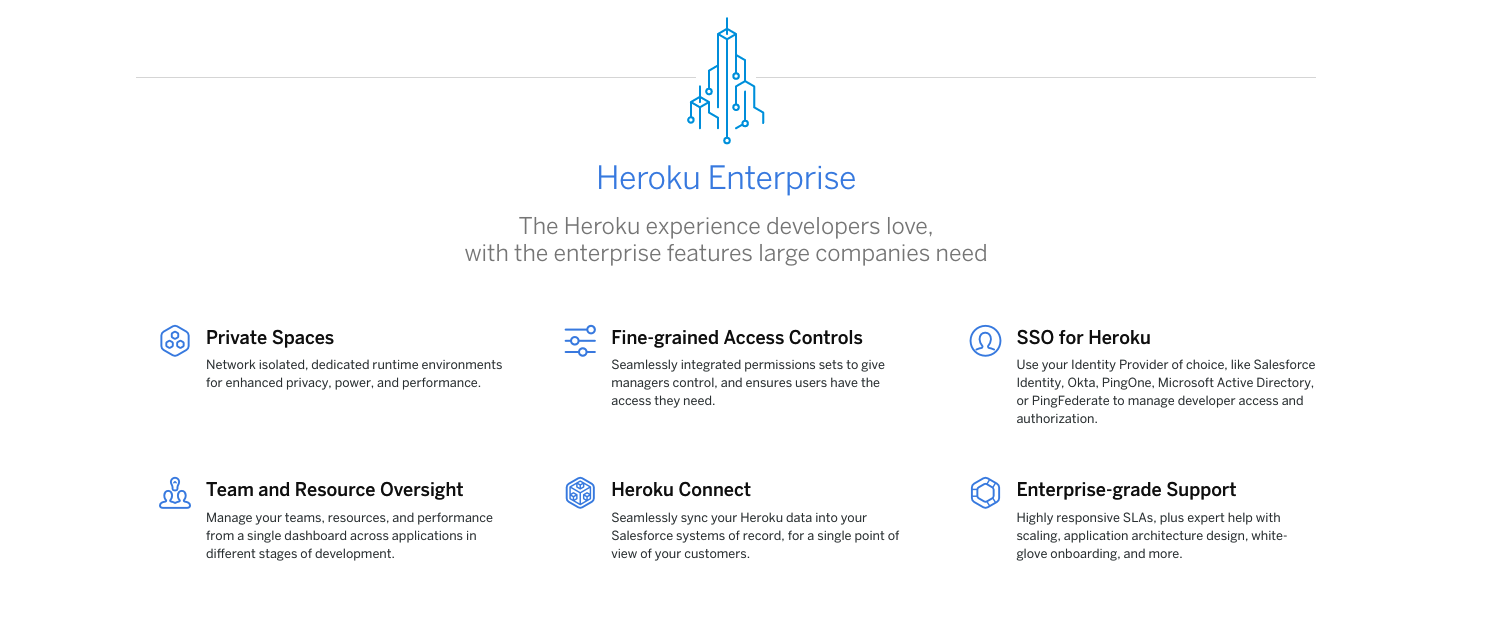 Heroku Enterprise
The Heroku experience developers love,
with the enterprise features large companies need
Private Spaces
Network isolated, dedicated runtime environments
for enhanced privacy, power, and performance.
Fine-grained Access Controls
Seamlessly integrated permissions sets to give
managers control, and ensures users have the
access they need.
SSO for Heroku
Use your Identity Provider of choice, like Salesforce
Identity, Okta, PingOne, Microsoft Active Directory,
or PingFederate to manage developer access and
authorization.
Team and Resource Oversight
Manage your teams, resources, and performance
from a single dashboard across applications in
different stages of development.
Heroku Connect
Seamlessly sync your Heroku data into your
Salesforce systems of record, for a single point of
view of your customers.
Enterprise-grade Support
Highly responsive SLAs, plus expert help with
scaling, application architecture design, white-
glove onboarding, and more.